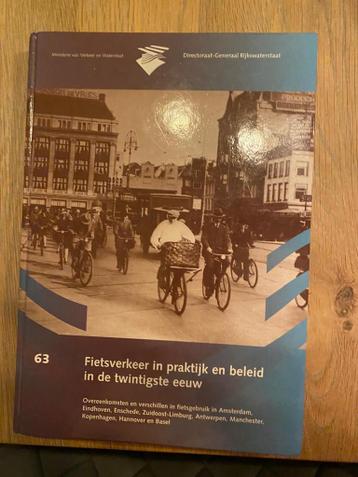 Ministerie van Verkeer en Waterstaat
Directoraat-Generaal Rijkswaterstaat
63
Fietsverkeer in praktijk en beleid
in de twintigste eeuw
Overeenkomsten en verschillen in fietsgebruik in Amsterdam,
Eindhoven, Enschede, Zuidoost-Limburg, Antwerpen, Manchester,
Kopenhagen, Hannover en Basel